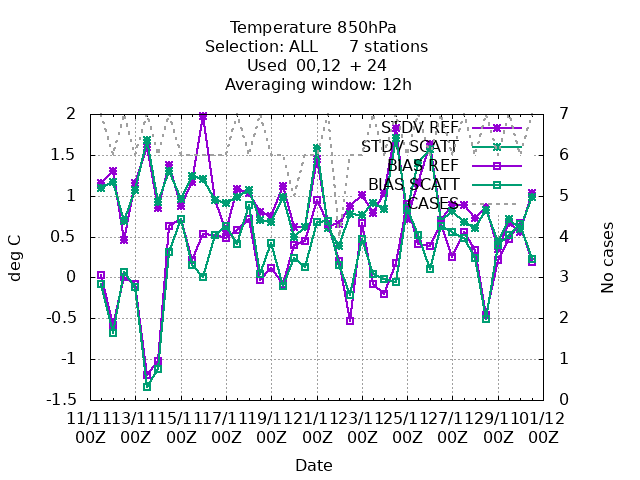 Temperature 850hPa
Selection: ALL 7 stations
Used 00,12 + 24
Averaging window: 12h
2
1.5
1
0.5
0
-0.5
-1
-1.5
deg C
7
6
5
4
3
2
1
0
No cases
STDV REF
STDV SCATT
BIAS REF
BIAS SCATT
CASES
11/11 13/11 15/11 17/11 19/11 21/11 23/11 25/11 27/11 29/11 01/12
00Z 00Z 00Z 00Z 00Z 00Z 00Z 00Z 00Z 00Z 00Z
Date